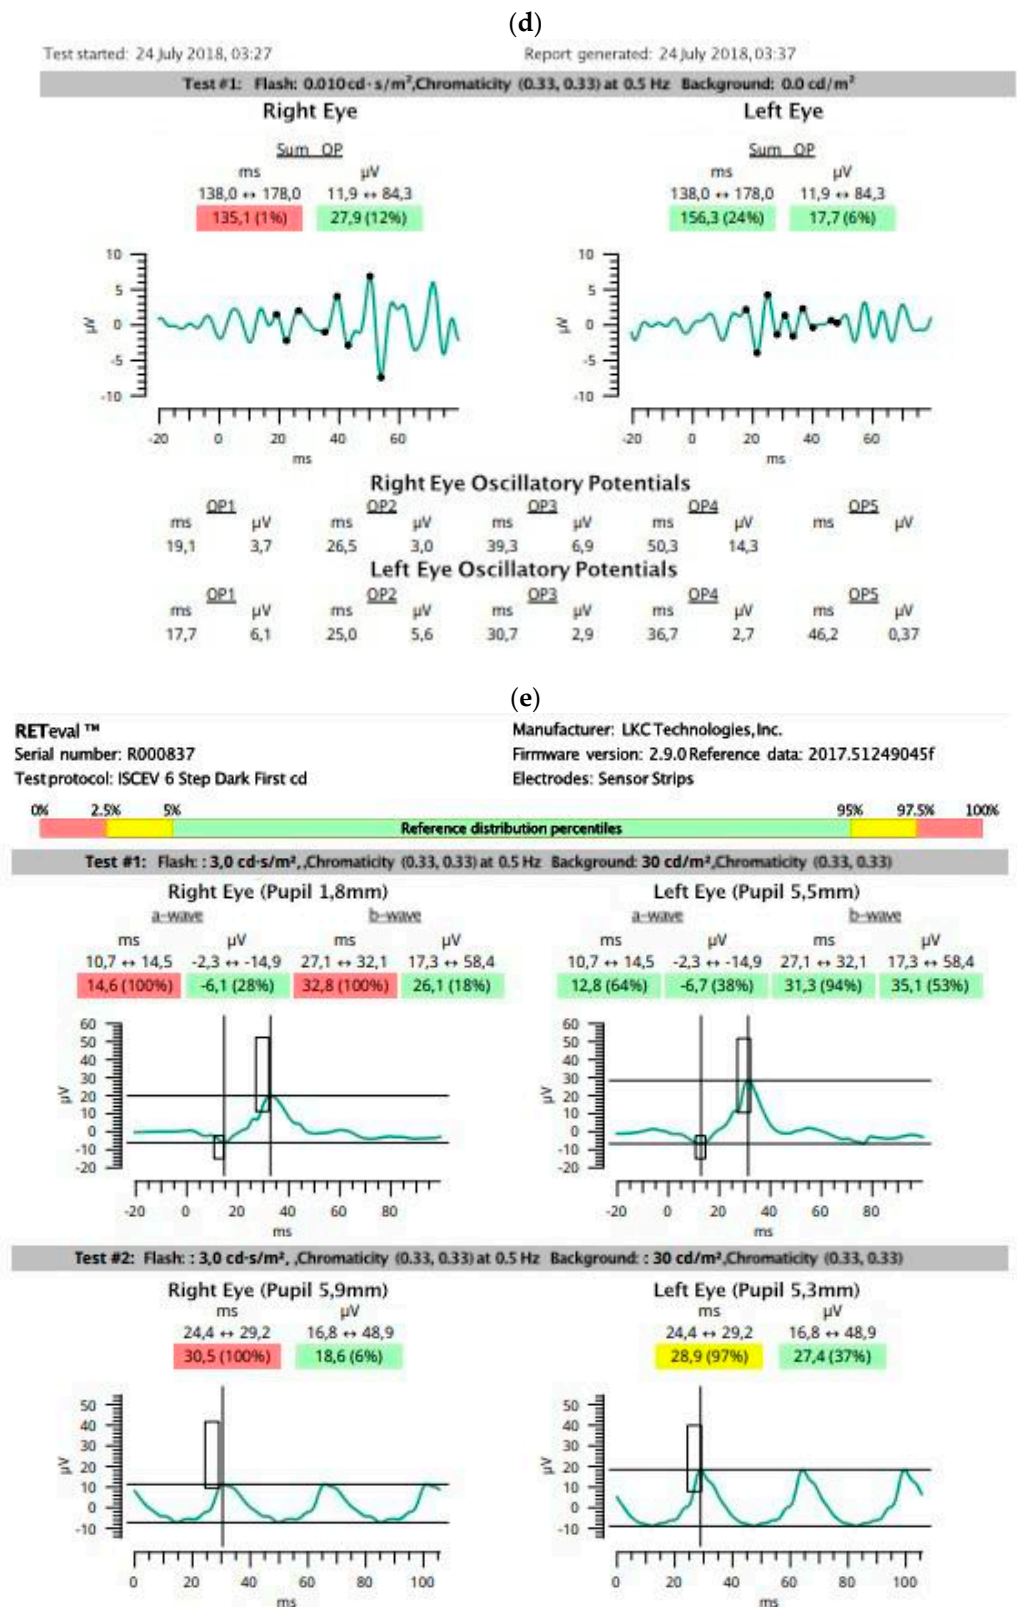 (d)
Test started: 24 July 2018, 03:27 Report generated: 24 July 2018, 03:37
Test #1: Flash: 0.010 cd·s/m²,Chromaticity (0.33, 0.33) at 0.5 Hz Background: 0.0 cd/m²
Right Eye Left Eye
Sum OP Sum OP
ms µV ms µV
138,0 ↔ 178,0 11,9 ↔ 84,3 138,0 ↔ 178,0 11,9 ↔ 84,3
135,1 (1%) 27,9 (12%) 156,3 (24%) 17,7 (6%)
10 10
5 5
µV 0 µV 0
-5 -5
-10 -10
-20 0 20 40 60 -20 0 20 40 60
ms ms
Right Eye Oscillatory Potentials
OP1 OP2 OP3 OP4 OP5
ms µV ms µV ms µV ms µV ms µV
19,1 3,7 26,5 3,0 39,3 6,9 50,3 14,3
Left Eye Oscillatory Potentials
OP1 OP2 OP3 OP4 OP5
ms µV ms µV ms µV ms µV ms µV
17,7 6,1 25,0 5,6 30,7 2,9 36,7 2,7 46,2 0,37
(e)
RETeval ™ Manufacturer: LKC Technologies,Inc.
Serial number: R000837 Firmware version: 2.9.0 Reference data: 2017.51249045f
Test protocol: ISCEV 6 Step Dark First cd Electrodes: Sensor Strips
0% 2.5% 5% 95% 97.5% 100%
Reference distribution percentiles
Test #1: Flash: : 3,0 cd·s/m², ,Chromaticity (0.33, 0.33) at 0.5 Hz Background: 30 cd/m²,Chromaticity (0.33, 0.33)
Right Eye (Pupil 1,8mm) Left Eye (Pupil 5,5mm)
a-wave b-wave a-wave b-wave
ms µV ms µV ms µV ms µV
10,7 ↔ 14,5 -2,3 ↔ -14,9 27,1 ↔ 32,1 17,3 ↔ 58,4 10,7 ↔ 14,5 -2,3 ↔ -14,9 27,1 ↔ 32,1 17,3 ↔ 58,4
14,6 (100%) -6,1 (28%) 32,8 (100%) 26,1 (18%) 12,8 (64%) -6,7 (38%) 31,3 (94%) 35,1 (53%)
60 60
50 50
40 40
30 30
µV 20 µV 20
10 10
0 0
-10 -10
-20 -20
-20 0 20 40 60 80 -20 0 20 40 60 80
ms ms
Test #2: Flash: : 3,0 cd·s/m², ,Chromaticity (0.33, 0.33) at 0.5 Hz Background: : 30 cd/m²,Chromaticity (0.33, 0.33)
Right Eye (Pupil 5,9mm) Left Eye (Pupil 5,3mm)
ms µV ms µV
24,4 ↔ 29,2 16,8 ↔ 48,9 24,4 ↔ 29,2 16,8 ↔ 48,9
30,5 (100%) 18,6 (6%) 28,9 (97%) 27,4 (37%)
50 50
40 40
30 30
µV 20 µV 20
10 10
0 0
-10 -10
0 20 40 60 80 100 0 20 40 60 80 100
ms ms